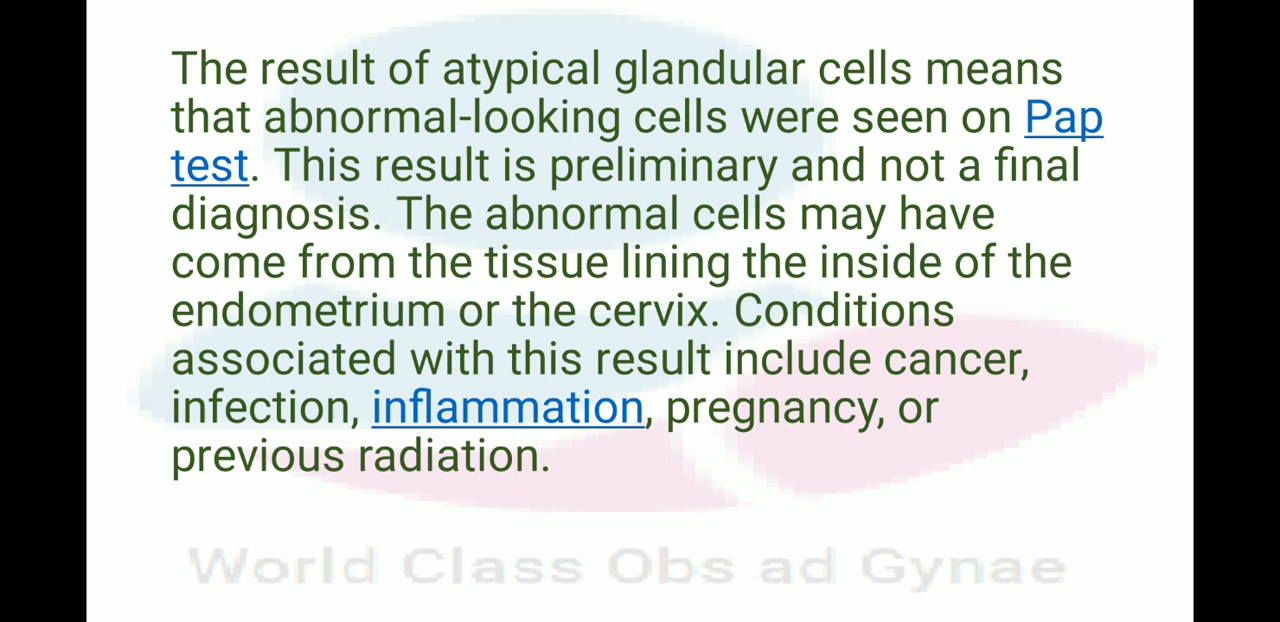 The result of atypical glandular cells means
that abnormal-looking cells were seen on Pap
test. This result is preliminary and not a final
diagnosis. The abnormal cells may have
come from the tissue lining the inside of the
endometrium or the cervix. Conditions
associated with this result include cancer,
infection, inflammation, pregnancy, or
previous radiation.
World Class Obs ad Gynae